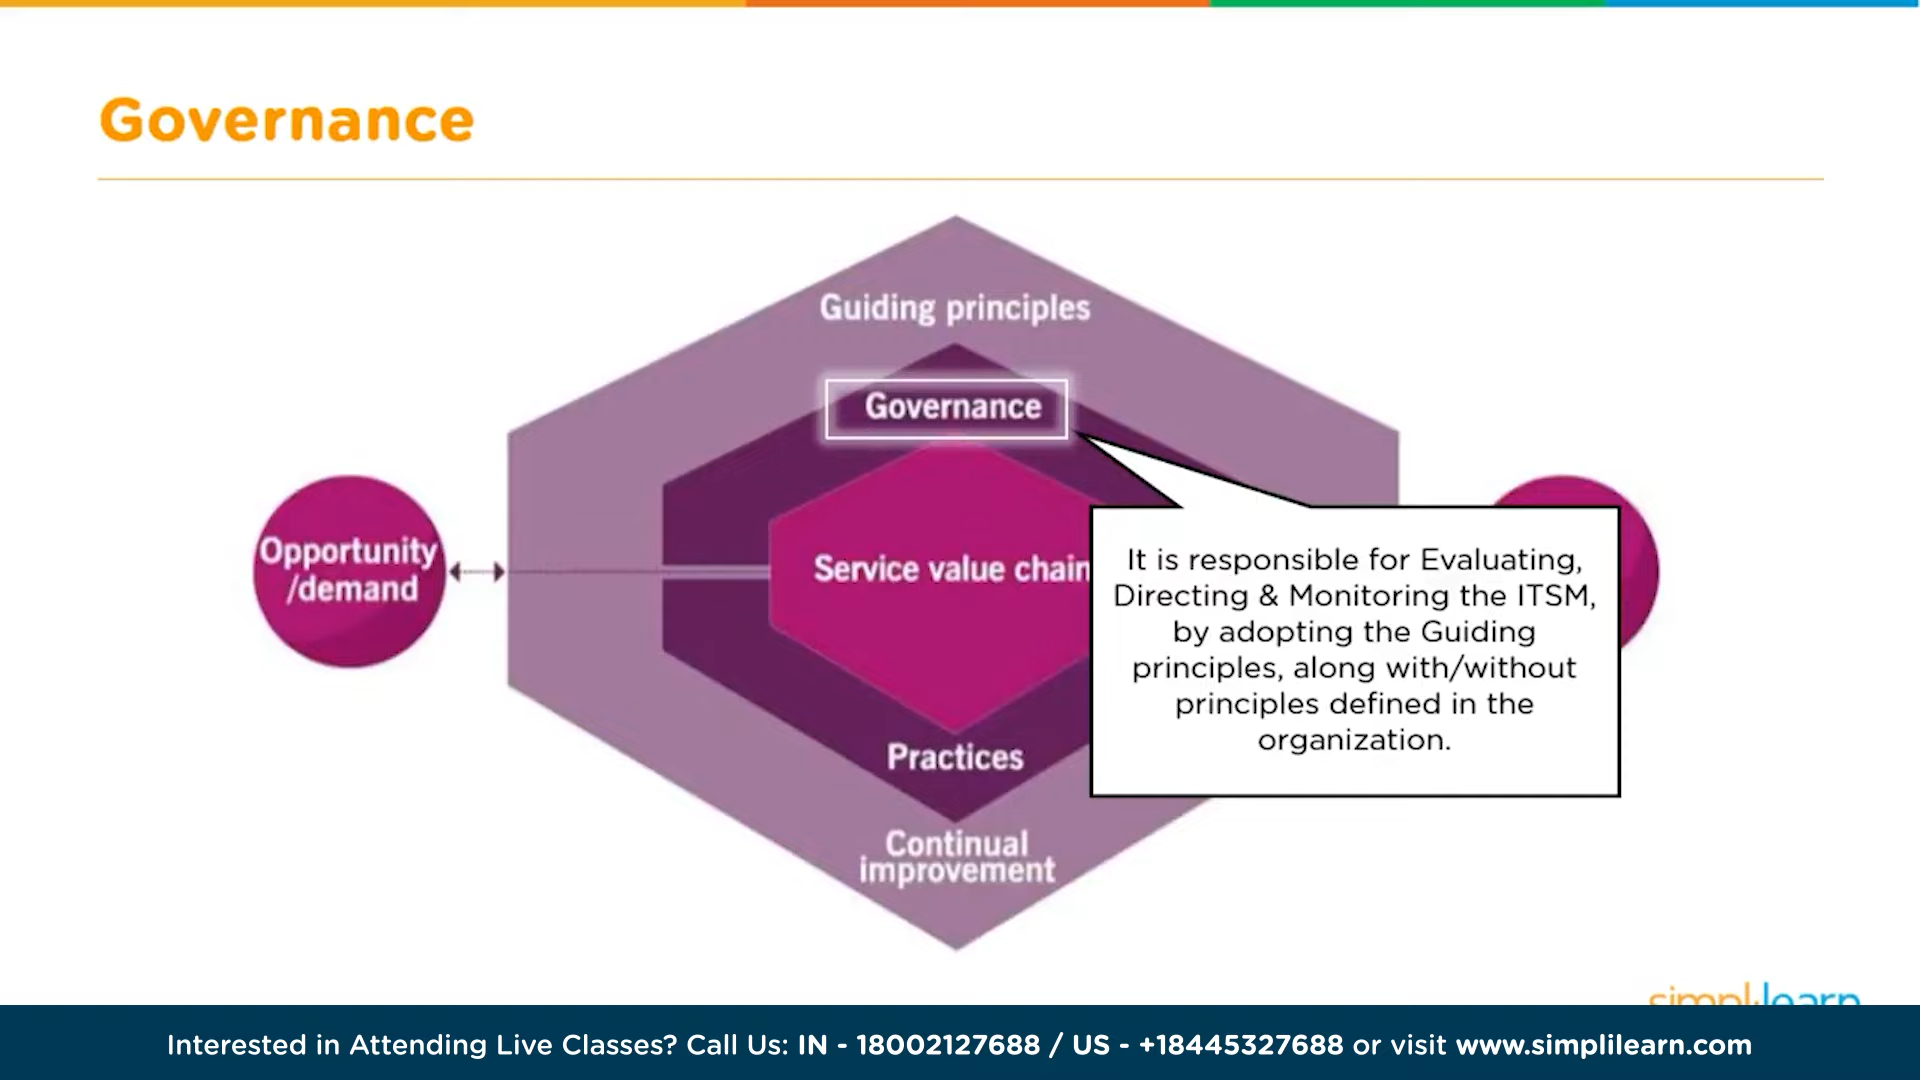 Governance
Guiding principles
Governance
Opportunity
/demand
Service value chain
It is responsible for Evaluating,
Directing & Monitoring the ITSM,
by adopting the Guiding
principles, along with/without
principles defined in the
organization.
Practices
Continual
improvement
simplilearn
Interested in Attending Live Classes? Call Us: IN - 18002127688 / US - +18445327688 or visit www.simplilearn.com